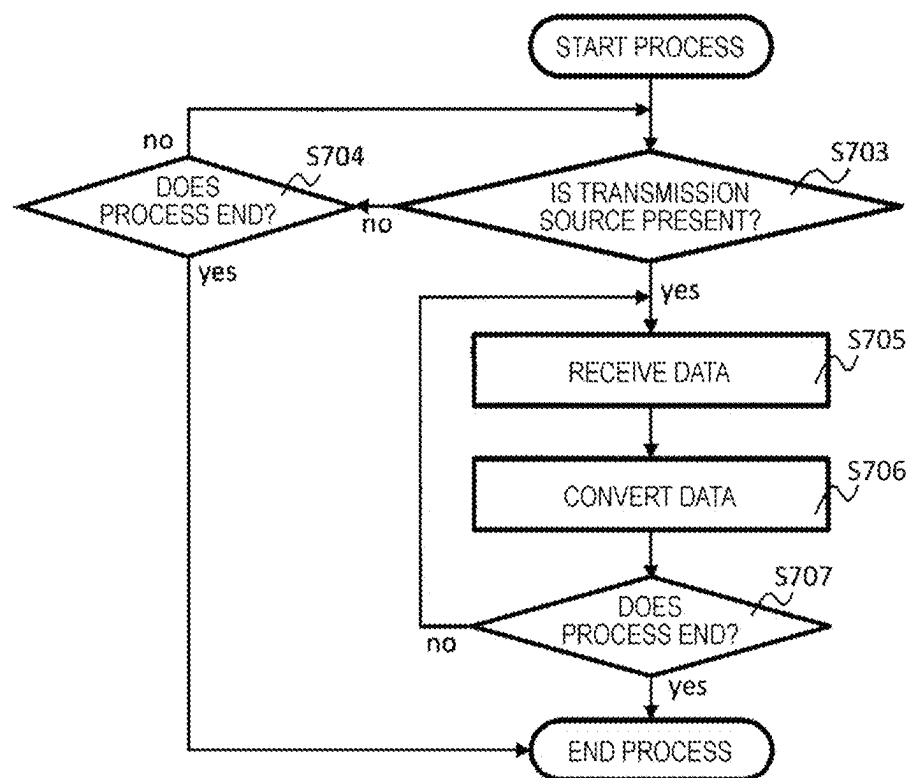 START PROCESS
no
S704
S703
DOES
PROCESS END?
IS TRANSMISSION
SOURCE PRESENT?
no
yes
yes
S705
RECEIVE DATA
S706
CONVERT DATA
S707
DOES
PROCESS END?
no
yes
END PROCESS